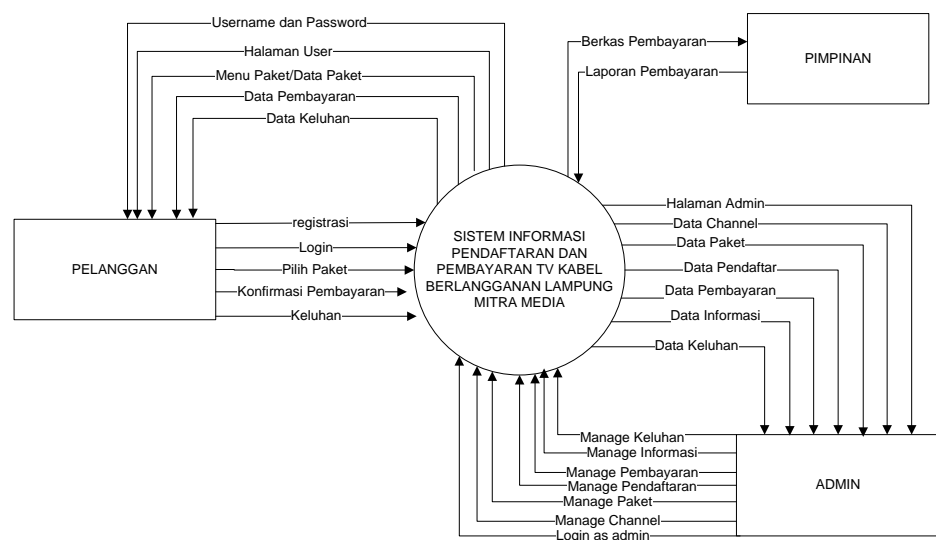 Username dan Password
Halaman User
Menu Paket/Data Paket
Data Pembayaran
Data Keluhan
Berkas Pembayaran
Laporan Pembayaran
PIMPINAN
PELANGGAN
registrasi
Login
Pilih Paket
Konfirmasi Pembayaran
Keluhan
SISTEM INFORMASI
PENDAFTARAN DAN
PEMBAYARAN TV KABEL
BERLANGGANAN LAMPUNG
MITRA MEDIA
Halaman Admin
Data Channel
Data Paket
Data Pendaftar
Data Pembayaran
Data Informasi
Data Keluhan
Manage Keluhan
Manage Informasi
Manage Pembayaran
Manage Pendaftaran
Manage Paket
Manage Channel
Login as admin
ADMIN